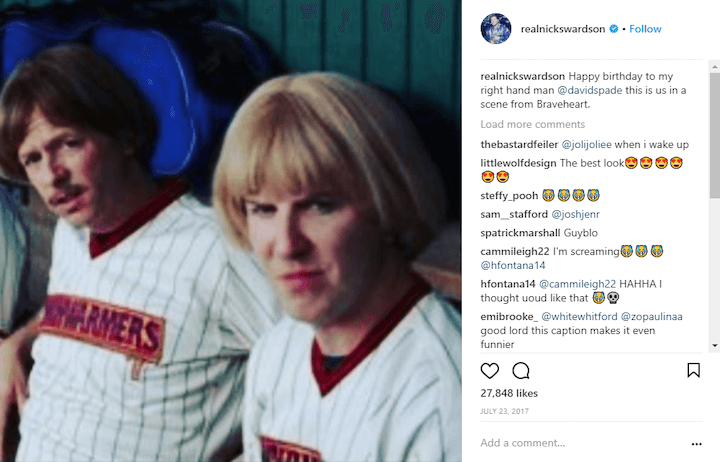 realnickswardson • Follow
realnickswardson Happy birthday to my
right hand man @davidspade this is us in a
scene from Braveheart.
Load more comments
thebastardfeiler @jolijoliee when i wake up
littlewolfdesign The best look😍😍😍😍
😍😍
steffy_pooh 😹😹😹😹
sam__stafford @joshjenr
spatrickmarshall Guyblo
cammileigh22 I'm screaming😹😹😹
@hfontana14
hfontana14 @cammileigh22 HAHHA I
thought uoud like that 😹💀
emibrooke_ @whitewhitford @zopaulinaa
good lord this caption makes it even
funnier
27,848 likes
JULY 23, 2017
Add a comment...